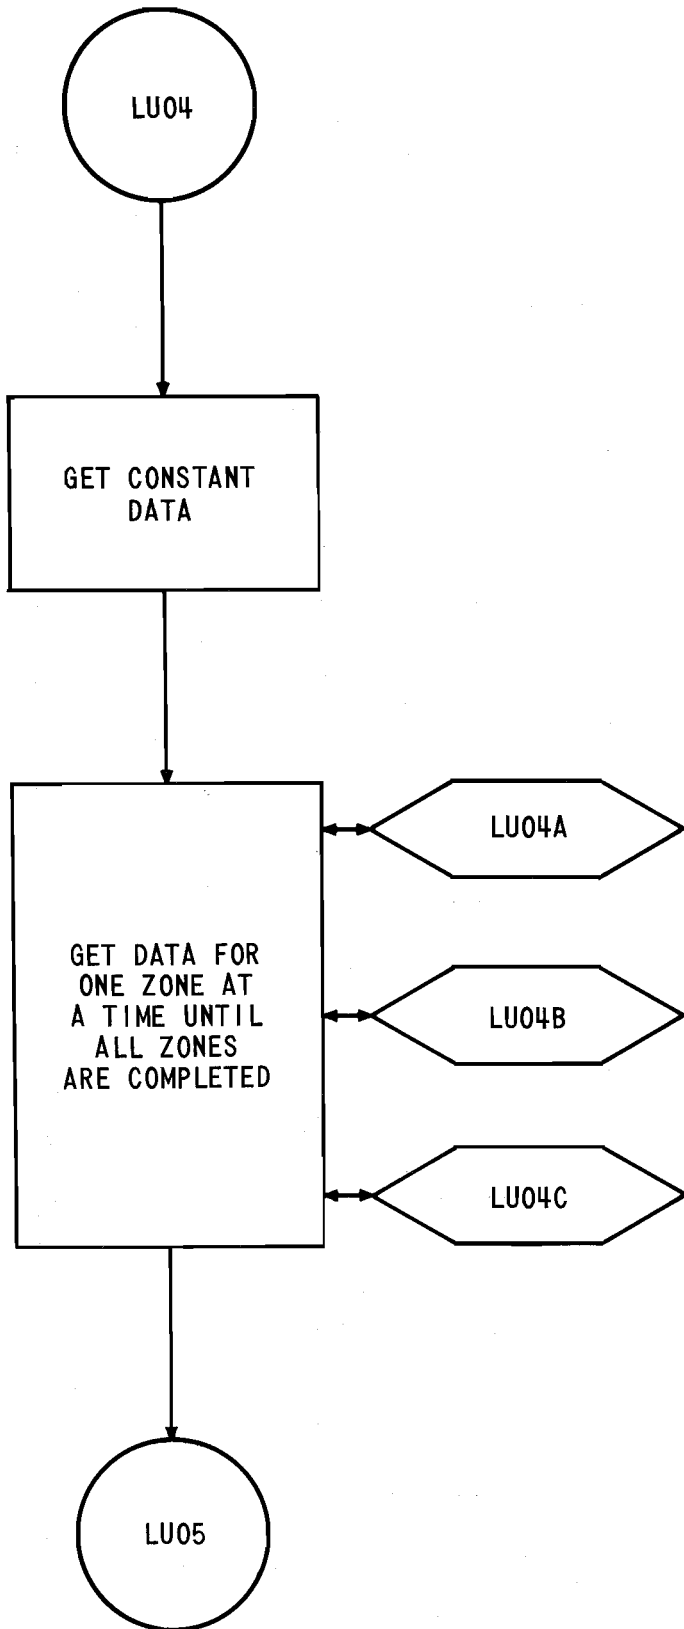 LU04
GET CONSTANT
DATA
GET DATA FOR
ONE ZONE AT
A TIME UNTIL
ALL ZONES
ARE COMPLETED
LU04A
LU04B
LU04C
LU05